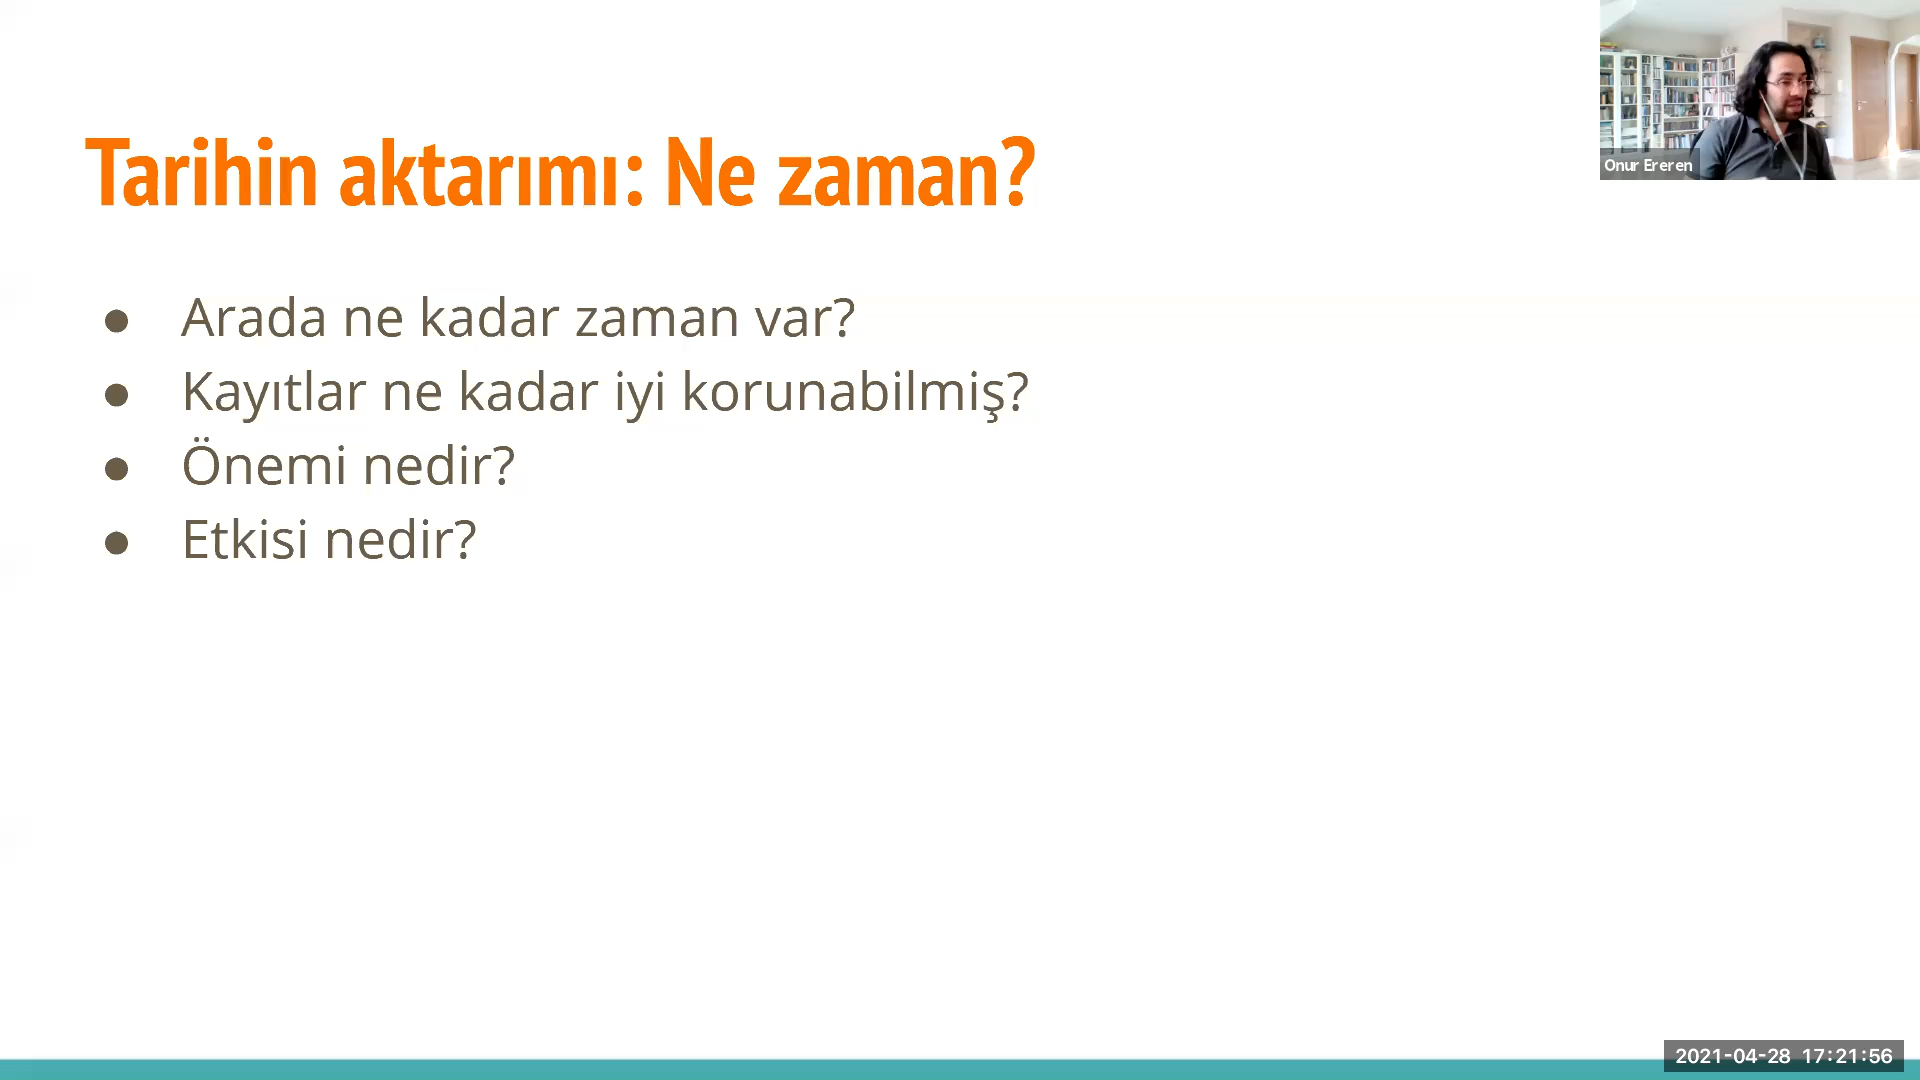 Tarihin aktarımı: Ne zaman?
● Arada ne kadar zaman var?
● Kayıtlar ne kadar iyi korunabilmiş?
● Önemi nedir?
● Etkisi nedir?
Onur Ereren
2021-04-28 17:21:56